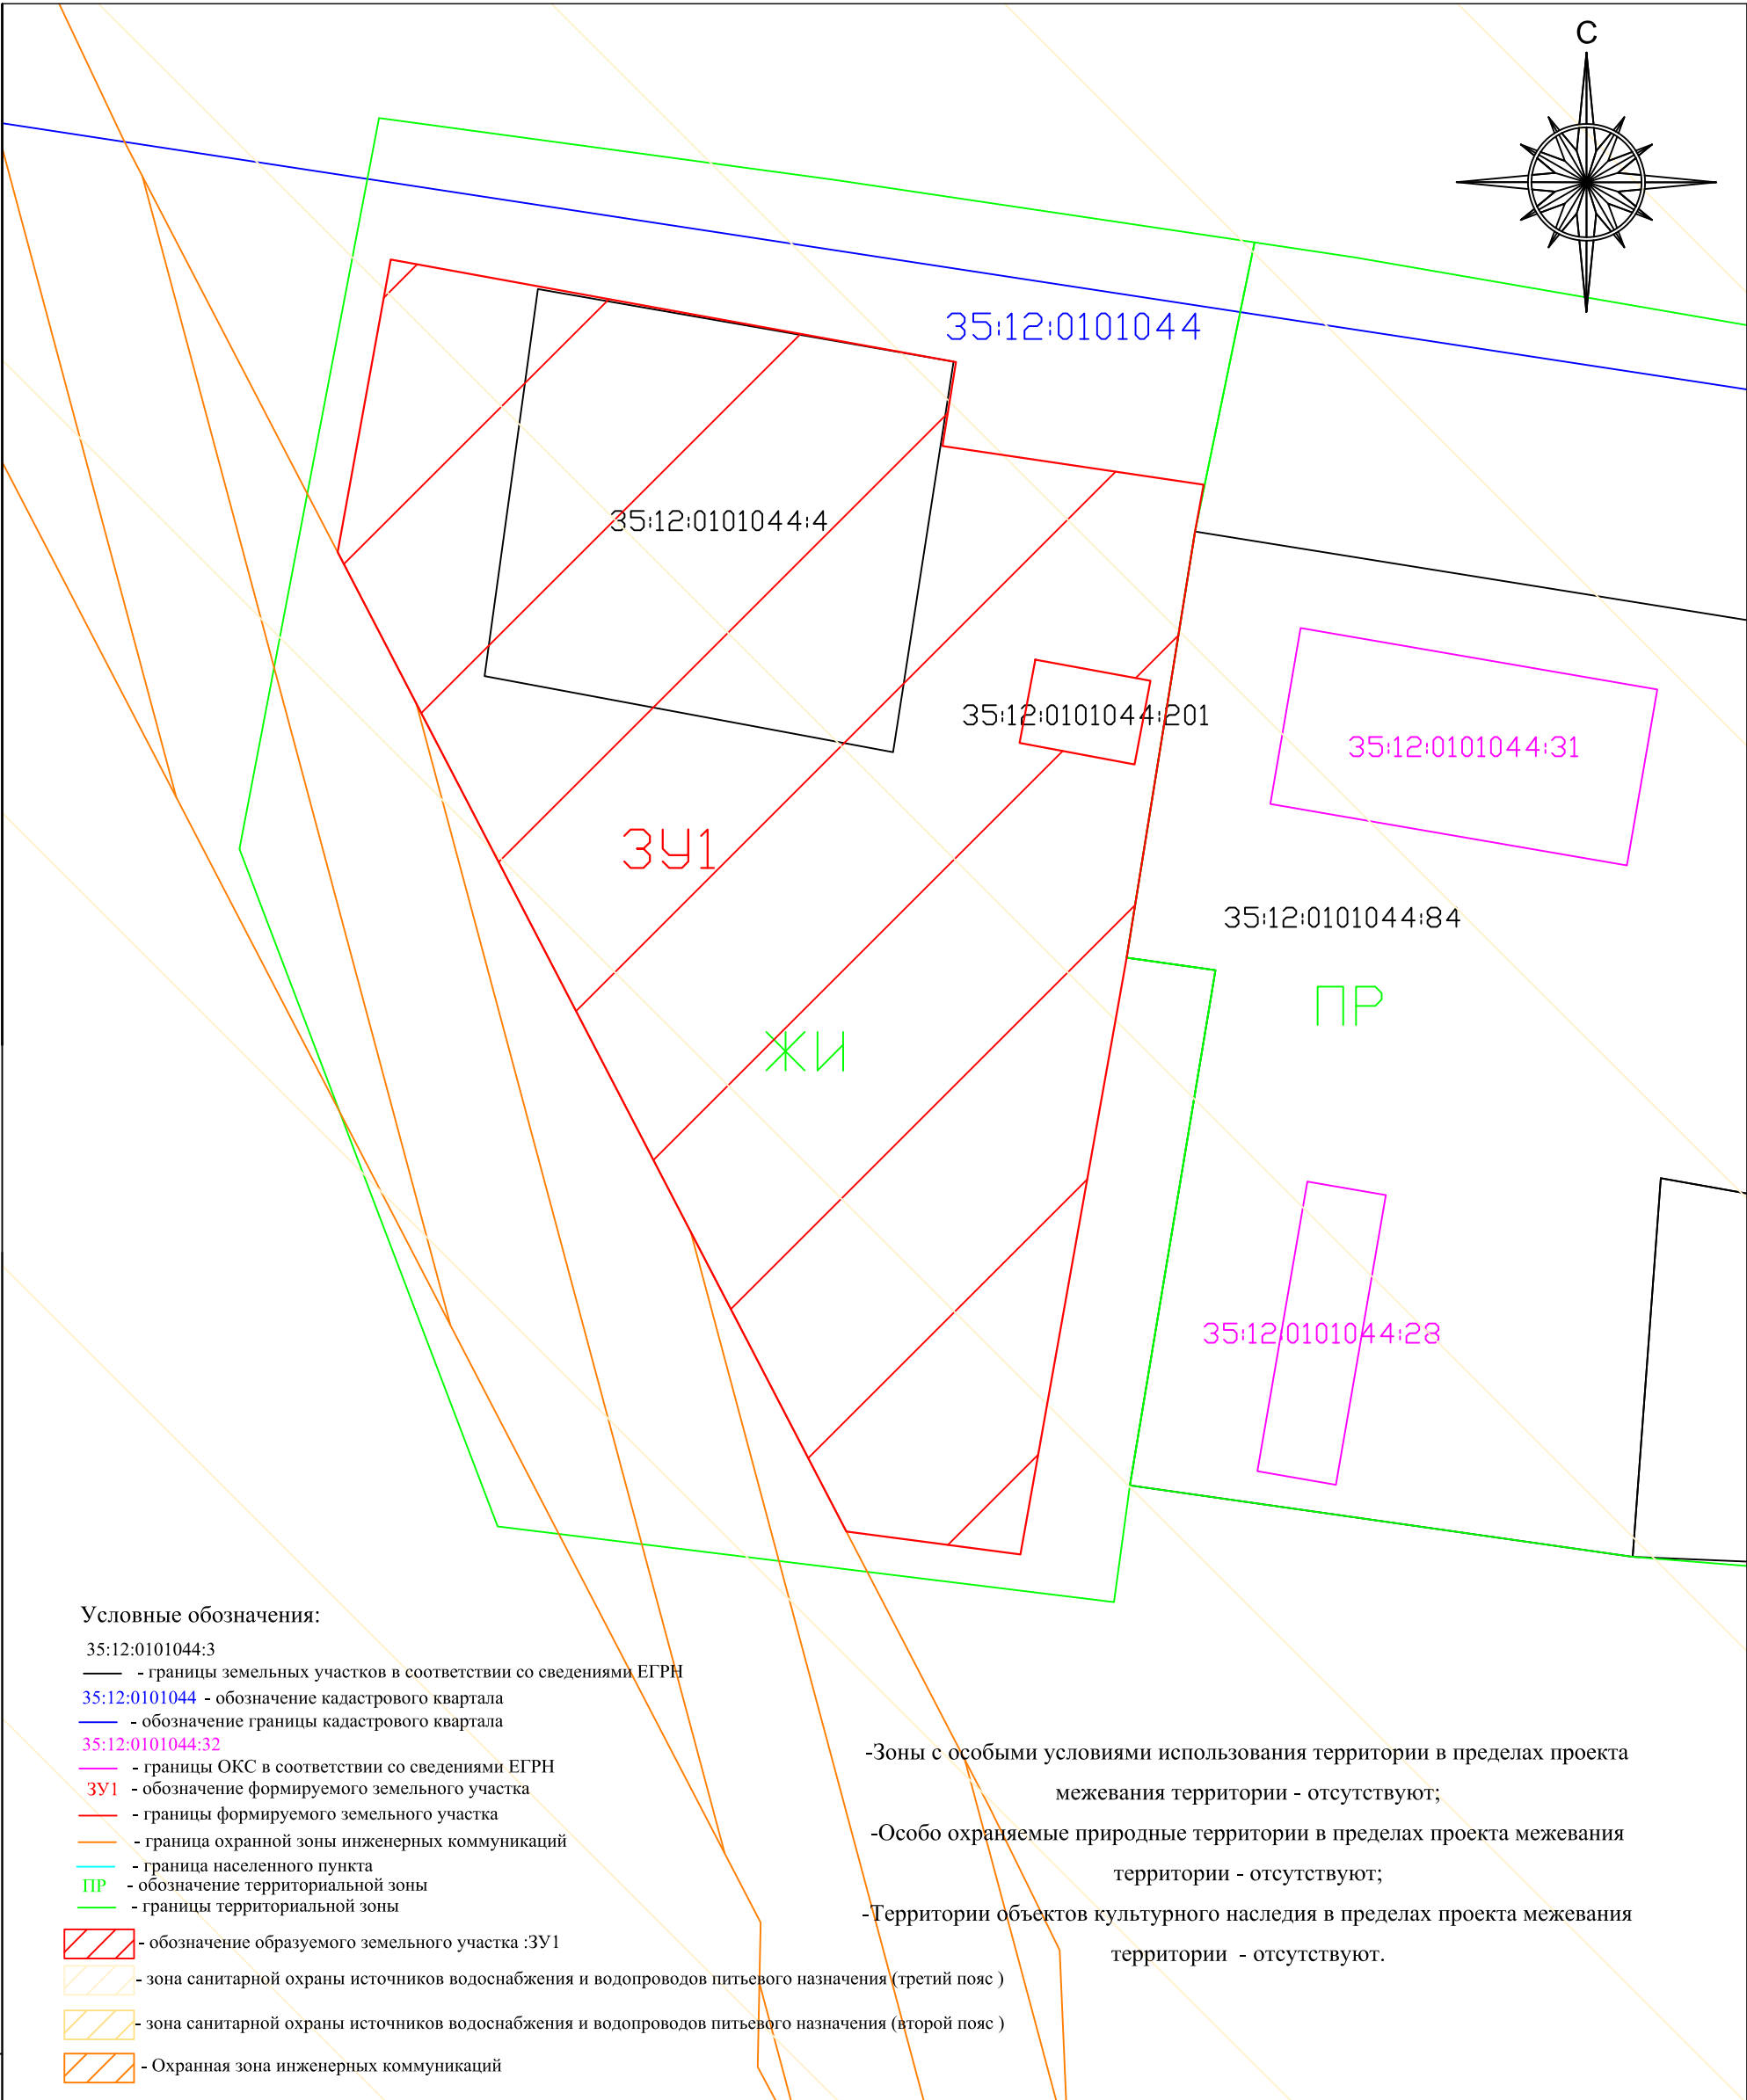 С
35:12:0101044
35:12:0101044:4
35:12:0101044:201
35:12:0101044:31
ЗУ1
35:12:0101044:84
ПР
ЖИ
35:12:0101044:28
Условные обозначения:
35:12:0101044:3
- границы земельных участков в соответствии со сведениями ЕГРН
35:12:0101044 - обозначение кадастрового квартала
- обозначение границы кадастрового квартала
35:12:0101044:32
- границы ОКС в соответствии со сведениями ЕГРН
ЗУ1 - обозначение формируемого земельного участка
- границы формируемого земельного участка
- граница охранной зоны инженерных коммуникаций
- граница населенного пункта
ПР - обозначение территориальной зоны
- границы территориальной зоны
- обозначение образуемого земельного участка :ЗУ1
- зона санитарной охраны источников водоснабжения и водопроводов питьевого назначения (третий пояс )
- зона санитарной охраны источников водоснабжения и водопроводов питьевого назначения (второй пояс )
- Охранная зона инженерных коммуникаций
-Зоны с особыми условиями использования территории в пределах проекта
межевания территории - отсутствуют;
-Особо охраняемые природные территории в пределах проекта межевания
территории - отсутствуют;
-Территории объектов культурного наследия в пределах проекта межевания
территории - отсутствуют.